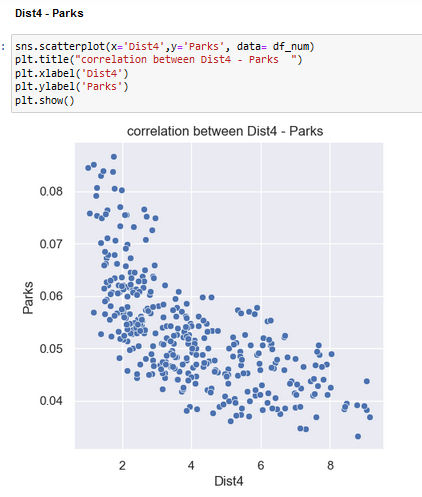 Dist4 - Parks
: sns.scatterplot(x='Dist4',y='Parks', data= df_num)
plt.title("correlation between Dist4 - Parks  ")
plt.xlabel('Dist4')
plt.ylabel('Parks')
plt.show()
correlation between Dist4 - Parks
0.08
0.07
0.06
0.05
0.04
Parks
2 4 6 8
Dist4